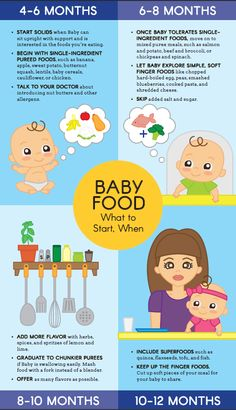 4-6 MONTHS
• START SOLIDS when Baby can
sit upright with support and is
interested in the foods you're eating.
• BEGIN WITH SINGLE-INGREDIENT
PUREED FOODS, such as banana,
apple, sweet potato, butternut
squash, lentils, baby cereals,
cauliflower, or chicken.
• TALK TO YOUR DOCTOR about
introducing nut butters and other
allergens.
6-8 MONTHS
• ONCE BABY TOLERATES SINGLE-
INGREDIENT FOODS, move on to
mixed puree meals, such as salmon
and potato, beef and broccoli, or
chickpeas and spinach.
• LET BABY EXPLORE SIMPLE, SOFT
FINGER FOODS like chopped
hard-boiled egg, peas, smashed
blueberries, cooked pasta, and
shredded cheese.
• SKIP added salt and sugar.
BABY
FOOD
What to
Start, When
• ADD MORE FLAVOR with herbs,
spices, and spritzes of lemon and
lime.
• GRADUATE TO CHUNKIER PUREES
if Baby is swallowing easily. Mash
food with a fork instead of a blender.
• OFFER as many flavors as possible.
8-10 MONTHS
• INCLUDE SUPERFOODS such as
quinoa, flaxseeds, tofu, and fish.
• KEEP UP THE FINGER FOODS.
Cut up soft pieces of your meal for
your baby to share.
10-12 MONTHS